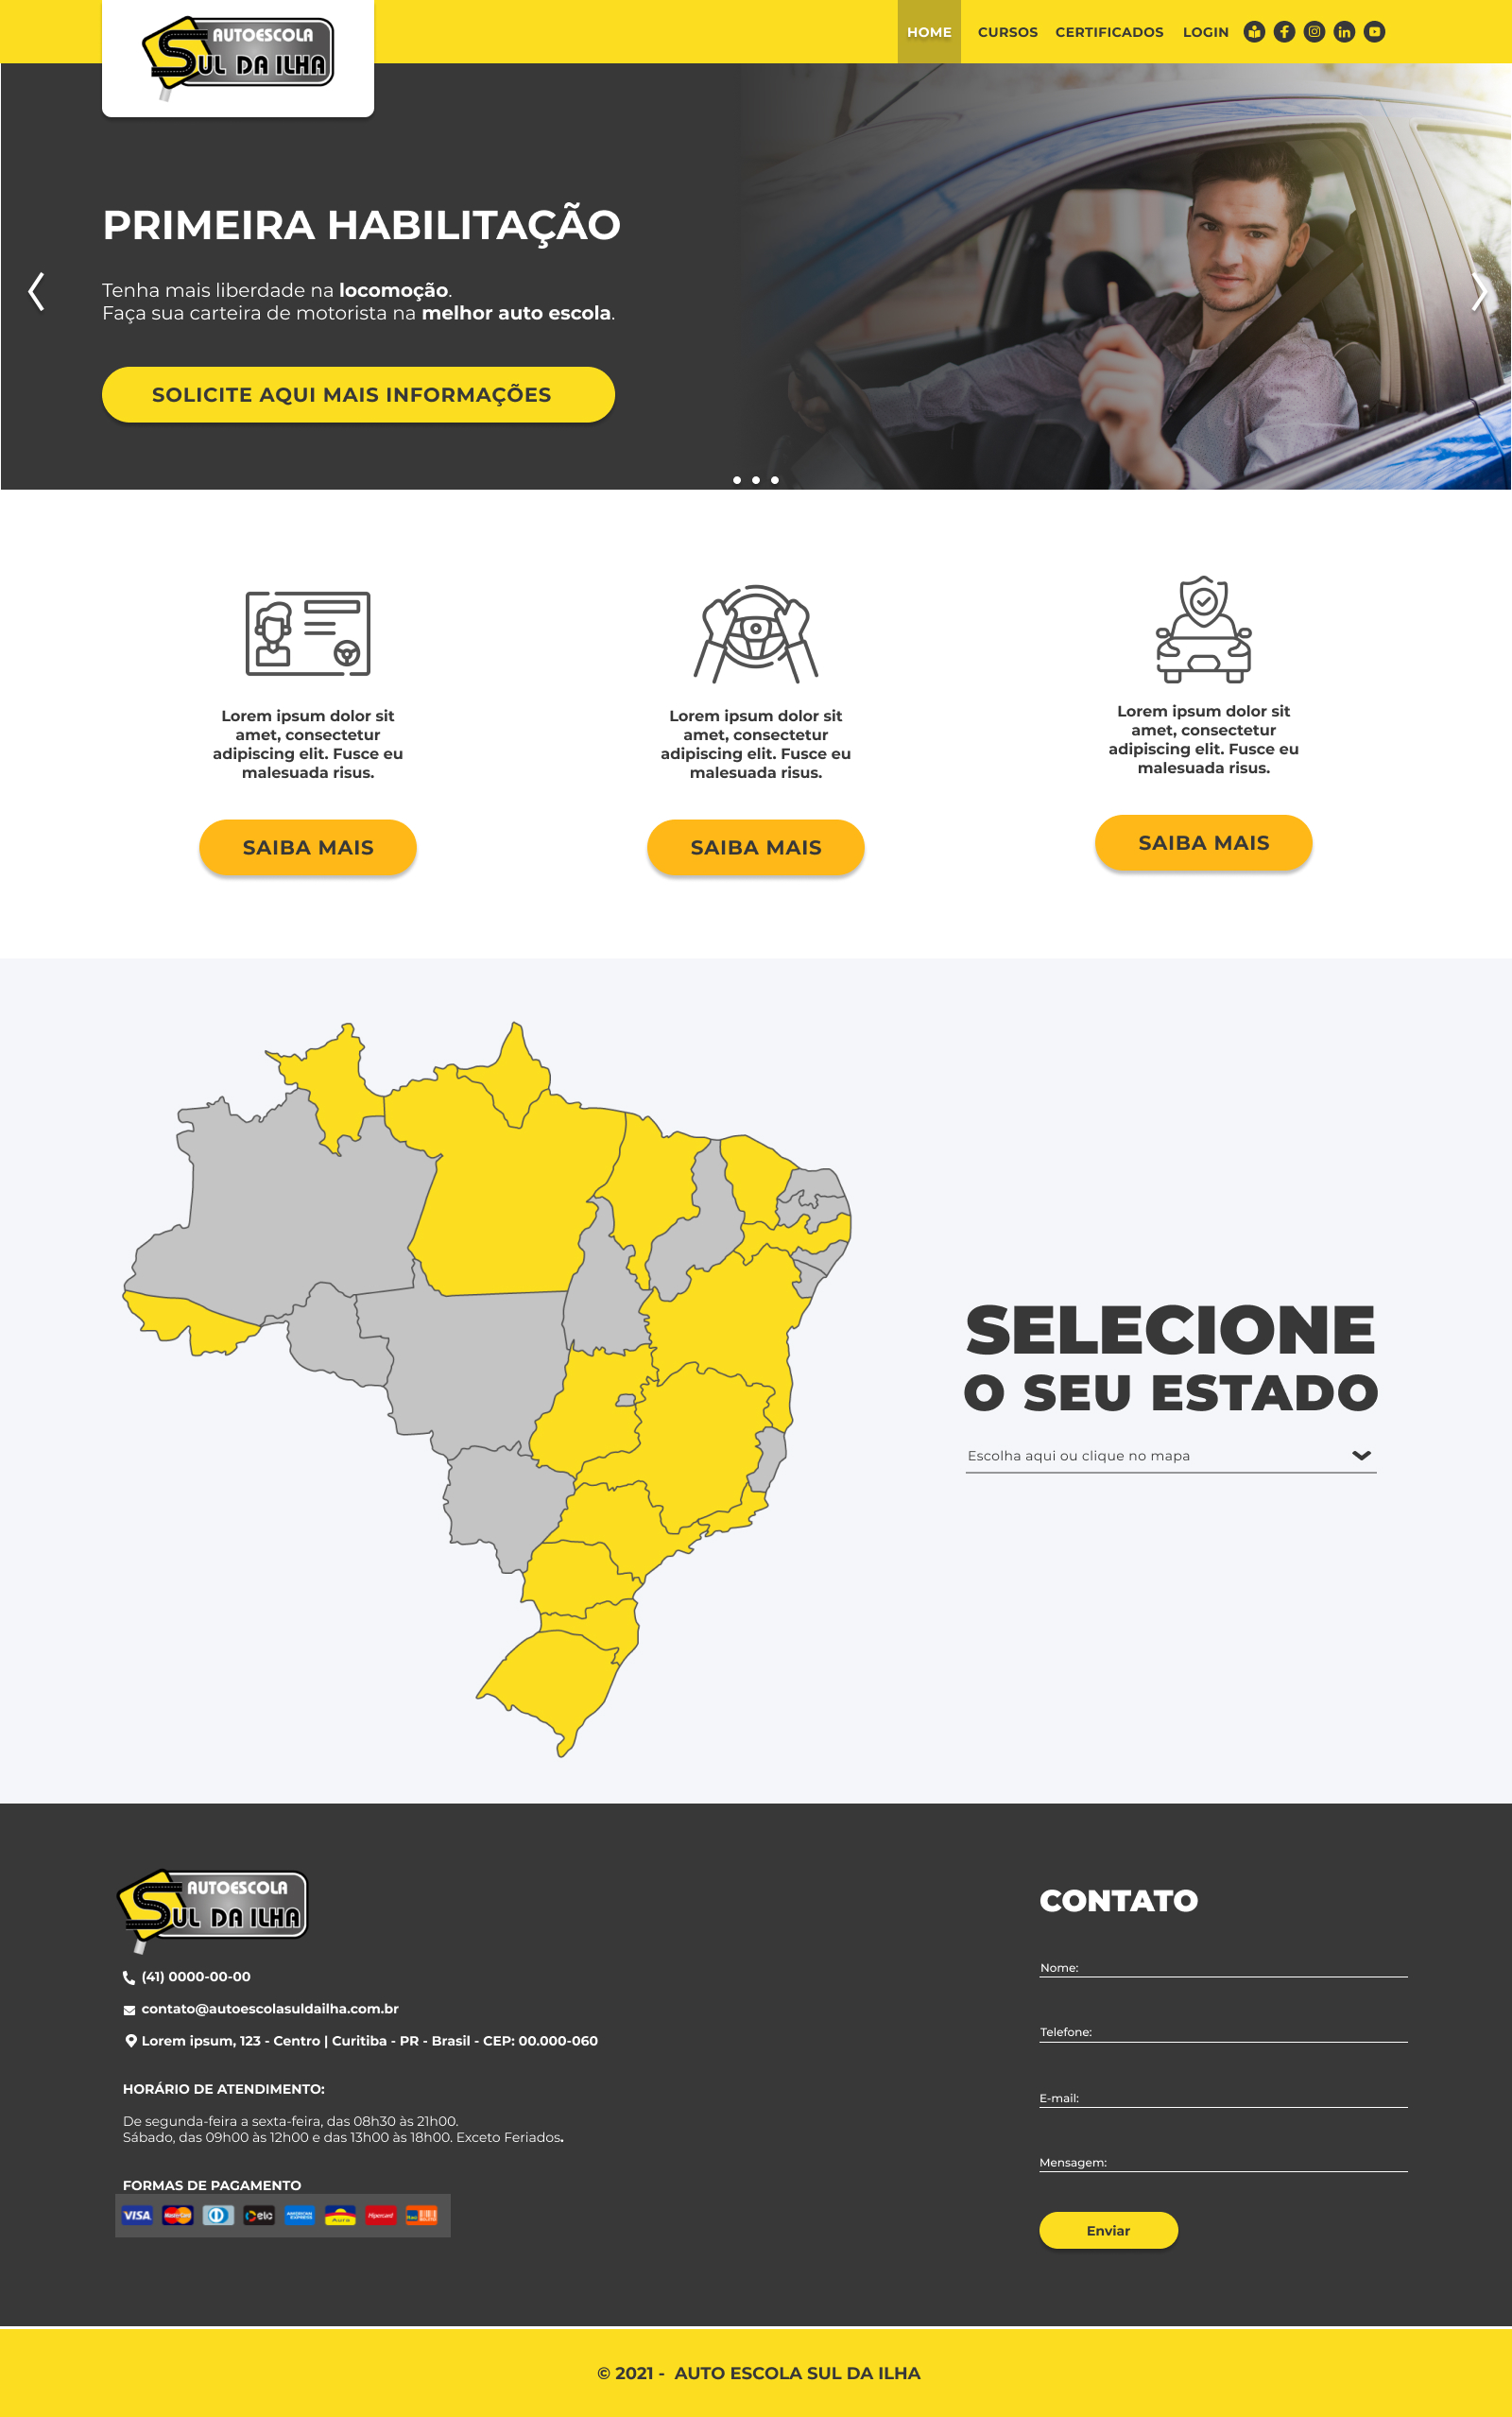 AUTOESCOLA
SUL DA ILHA
HOME
CURSOS
CERTIFICADOS
LOGIN
PRIMEIRA HABILITAÇÃO
Tenha mais liberdade na locomoção.
Faça sua carteira de motorista na melhor auto escola.
SOLICITE AQUI MAIS INFORMAÇÕES
Lorem ipsum dolor sit
amet, consectetur
adipiscing elit. Fusce eu
malesuada risus.
SAIBA MAIS
Lorem ipsum dolor sit
amet, consectetur
adipiscing elit. Fusce eu
malesuada risus.
SAIBA MAIS
Lorem ipsum dolor sit
amet, consectetur
adipiscing elit. Fusce eu
malesuada risus.
SAIBA MAIS
SELECIONE
O SEU ESTADO
Escolha aqui ou clique no mapa
AUTOESCOLA
SUL DA ILHA
(41) 0000-00-00
contato@autoescolasuldailha.com.br
Lorem ipsum, 123 - Centro | Curitiba - PR - Brasil - CEP: 00.000-060
HORÁRIO DE ATENDIMENTO:
De segunda-feira a sexta-feira, das 08h30 às 21h00.
Sábado, das 09h00 às 12h00 e das 13h00 às 18h00. Exceto Feriados.
FORMAS DE PAGAMENTO
VISA
MasterCard
elo
AMERICAN EXPRESS
Aura
Hipercard
CONTATO
Nome:
Telefone:
E-mail:
Mensagem:
Enviar
© 2021 - AUTO ESCOLA SUL DA ILHA